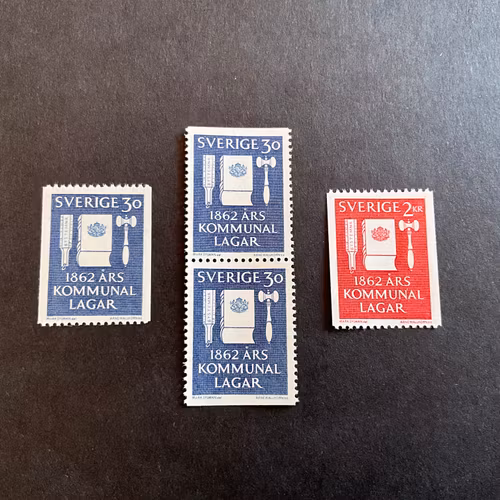 SVERIGE 30
1862 ÅRS
KOMMUNAL
LAGAR
SVERIGE 30
1862 ÅRS
KOMMUNAL
LAGAR
SVERIGE 30
1862 ÅRS
KOMMUNAL
LAGAR
SVERIGE 2 KR
1862 ÅRS
KOMMUNAL
LAGAR